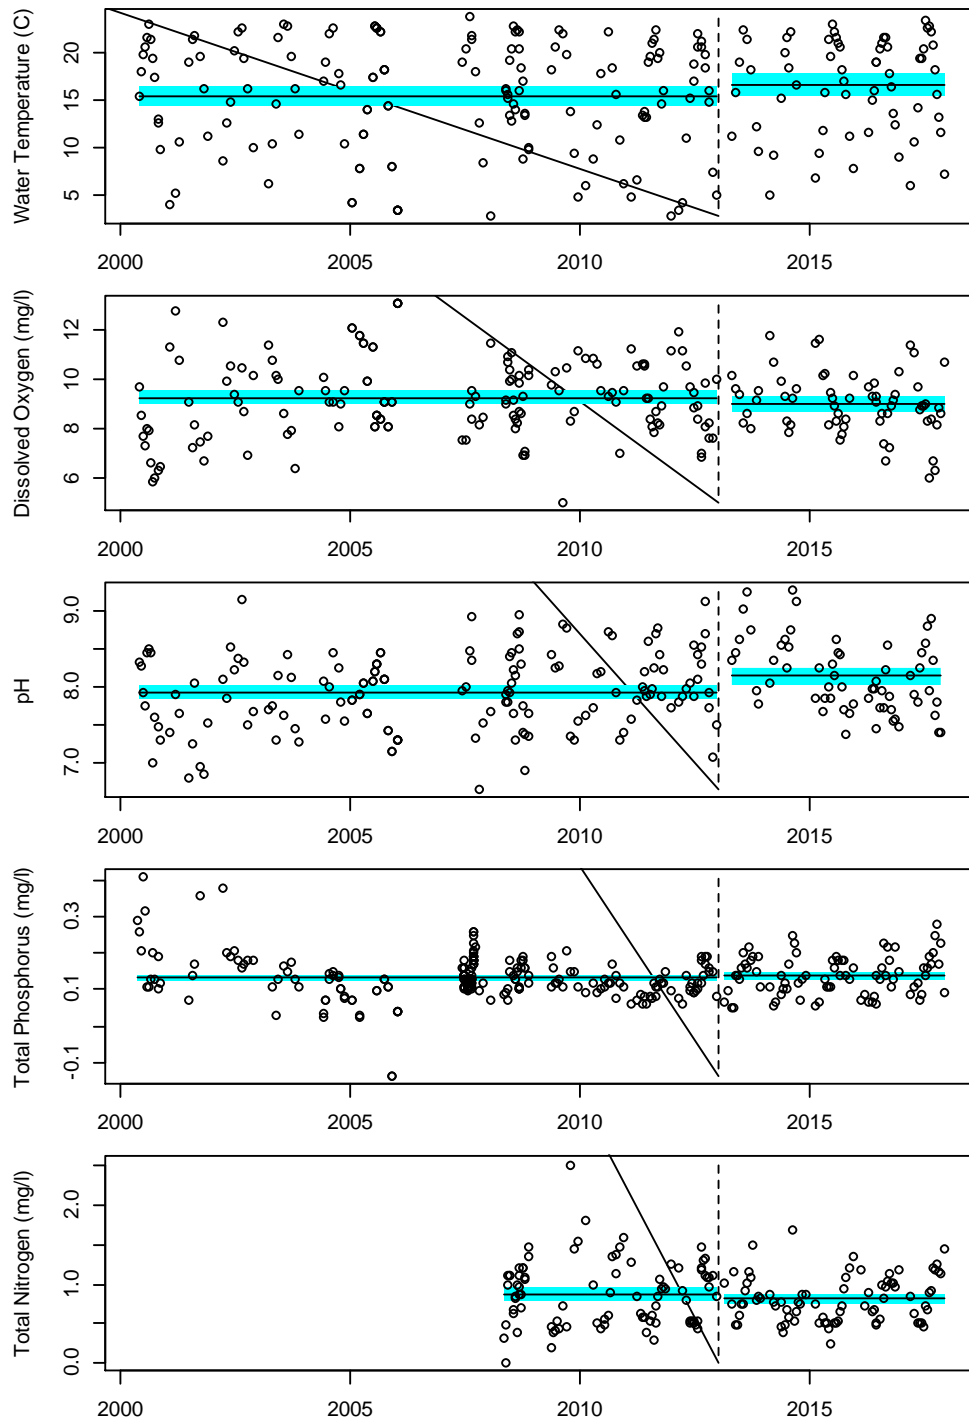 Water Temperature (C)
20
15
10
5
2000 2005 2010 2015
Dissolved Oxygen (mg/l)
12
10
8
6
2000 2005 2010 2015
pH
9.0
8.0
7.0
2000 2005 2010 2015
Total Phosphorus (mg/l)
0.3
0.1
-0.1
2000 2005 2010 2015
Total Nitrogen (mg/l)
2.0
1.0
0.0
2000 2005 2010 2015